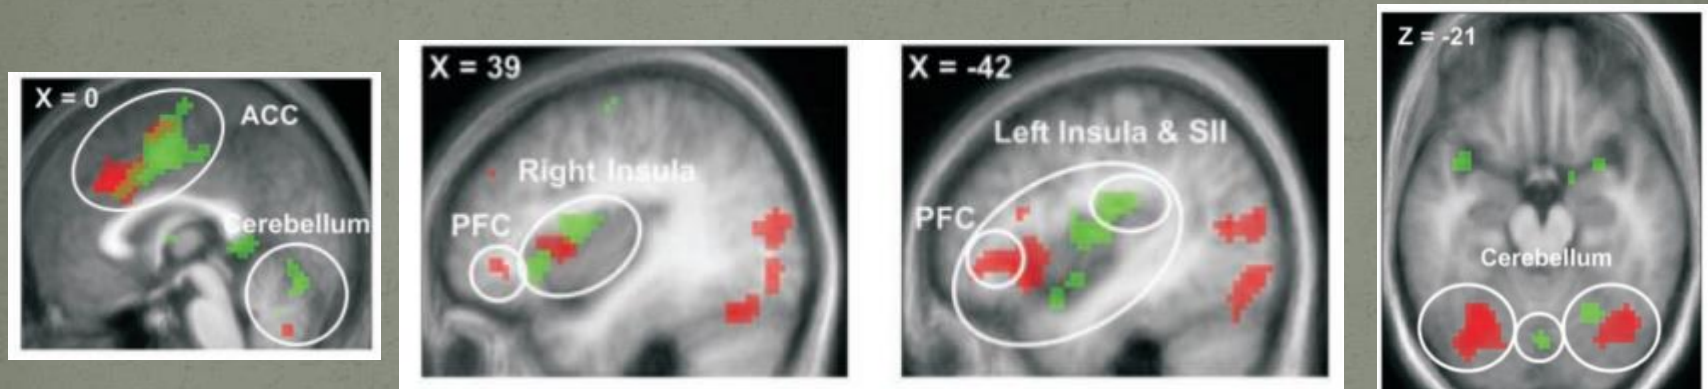 X = 0
ACC
Cerebellum
X = 39
Right Insula
PFC
X = -42
Left Insula & SII
PFC
Z = -21
Cerebellum